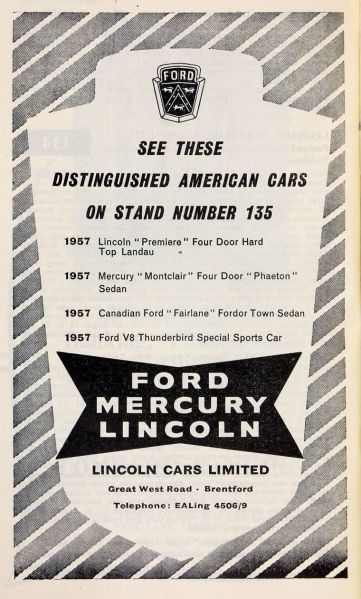 FORD
SEE THESE
DISTINGUISHED AMERICAN CARS
ON STAND NUMBER 135
1957 Lincoln "Premiere" Four Door Hard
Top Landau
1957 Mercury "Montclair" Four Door "Phaeton"
Sedan
1957 Canadian Ford "Fairlane" Fordor Town Sedan
1957 Ford V8 Thunderbird Special Sports Car
FORD
MERCURY
LINCOLN
LINCOLN CARS LIMITED
Great West Road · Brentford
Telephone: EALing 4506/9